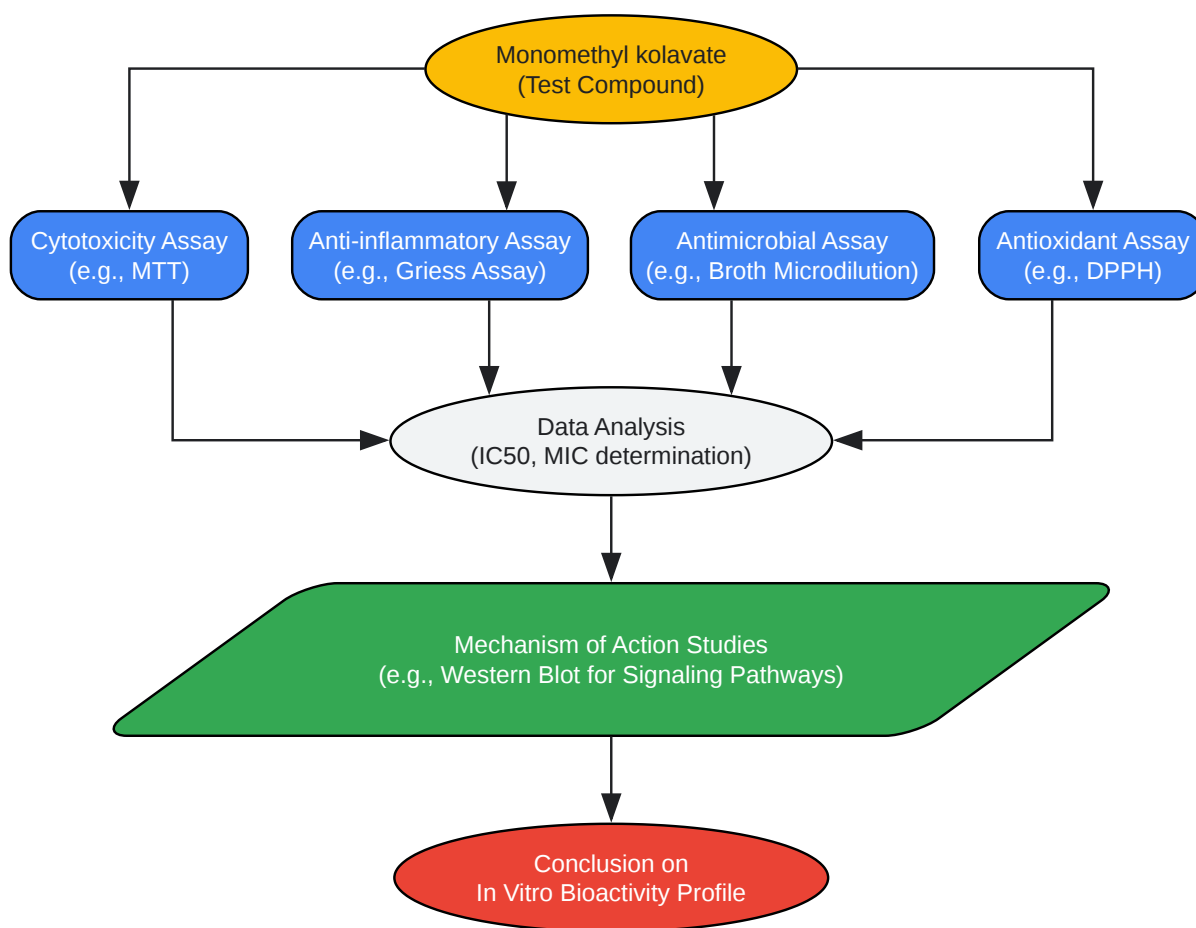 Monomethyl kolavate
(Test Compound)
Cytotoxicity Assay
(e.g., MTT)
Anti-inflammatory Assay
(e.g., Griess Assay)
Antimicrobial Assay
(e.g., Broth Microdilution)
Antioxidant Assay
(e.g., DPPH)
Data Analysis
(IC50, MIC determination)
Mechanism of Action Studies
(e.g., Western Blot for Signaling Pathways)
Conclusion on
In Vitro Bioactivity Profile